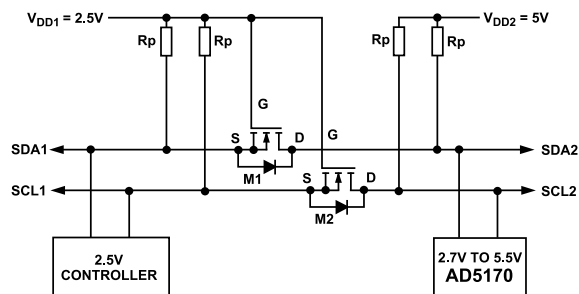 VDD1 = 2.5V
VDD2 = 5V
Rp
Rp
Rp
Rp
G
G
S
D
SDA1
SDA2
M1
S
D
SCL1
SCL2
M2
2.5V
CONTROLLER
2.7V TO 5.5V
AD5170